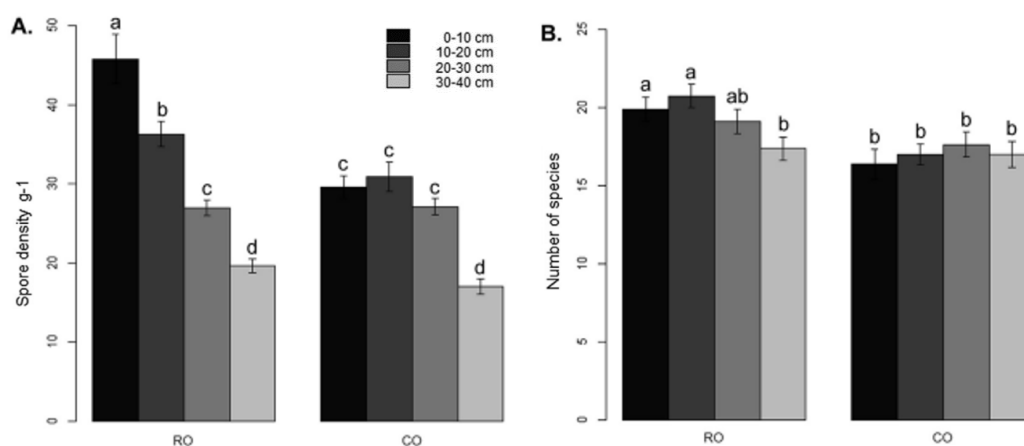 A.
Spore density g-1
50
40
30
20
10
0
a
b
c
d
c
c
c
d
RO
CO
0-10 cm
10-20 cm
20-30 cm
30-40 cm
B.
Number of species
25
20
15
10
5
0
a
a
ab
b
b
b
b
b
RO
CO